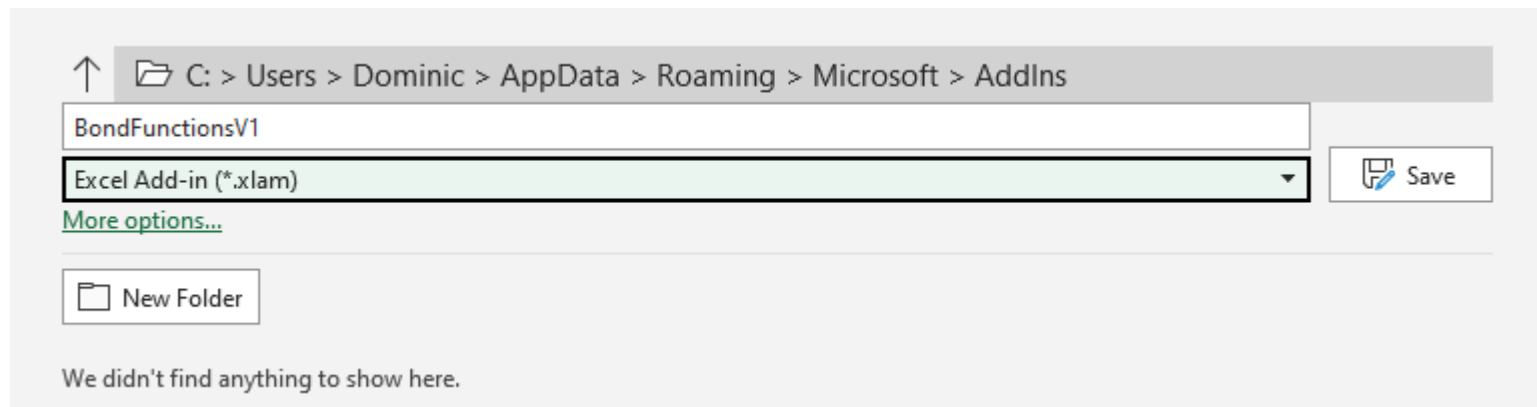 C: > Users > Dominic > AppData > Roaming > Microsoft > AddIns
BondFunctionsV1
Excel Add-in (*.xlam)
Save
More options...
New Folder
We didn't find anything to show here.